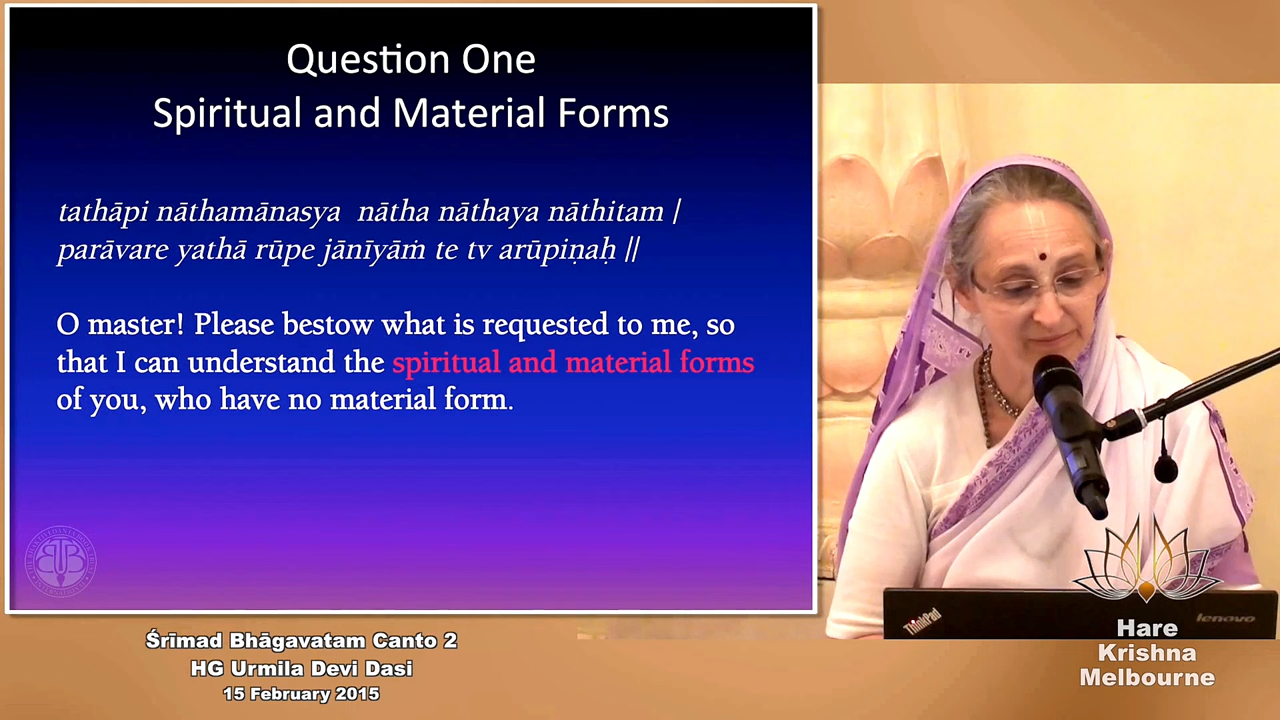 Question One
Spiritual and Material Forms
tathāpi nāthamānasya nātha nāthaya nāthitam |
parāvare yathā rūpe jānīyāṁ te tv arūpiṇaḥ ||
O master! Please bestow what is requested to me, so
that I can understand the spiritual and material forms
of you, who have no material form.
Śrīmad Bhāgavatam Canto 2
HG Urmila Devi Dasi
15 February 2015
ThinkPad
lenovo
Hare
Krishna
Melbourne